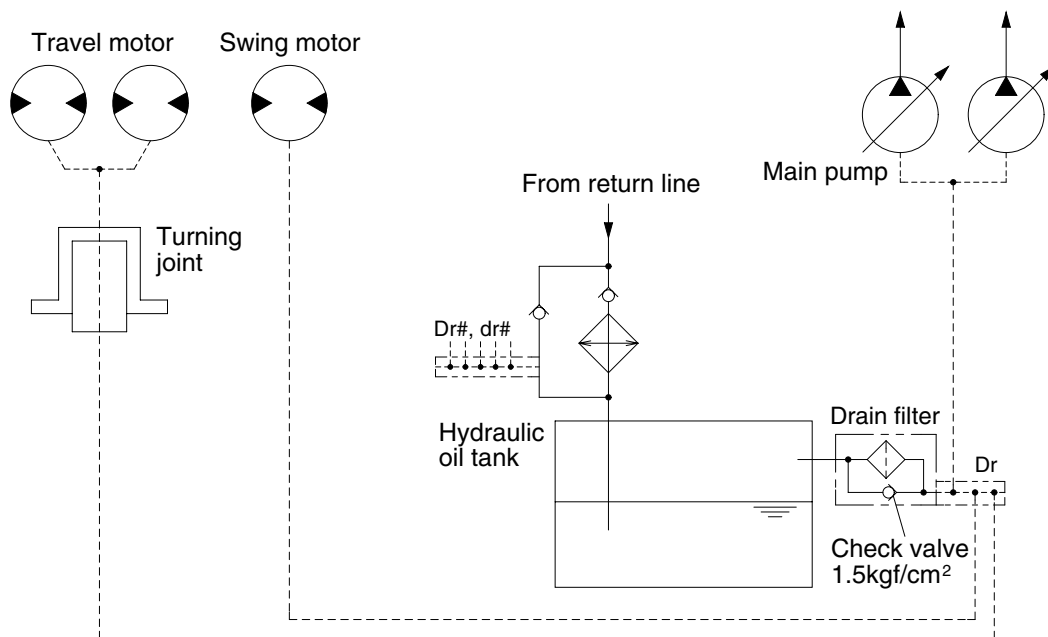 Travel motor
Swing motor
Main pump
From return line
Turning
joint
Dr#, dr#
Hydraulic
oil tank
Drain filter
Dr
Check valve
1.5kgf/cm²